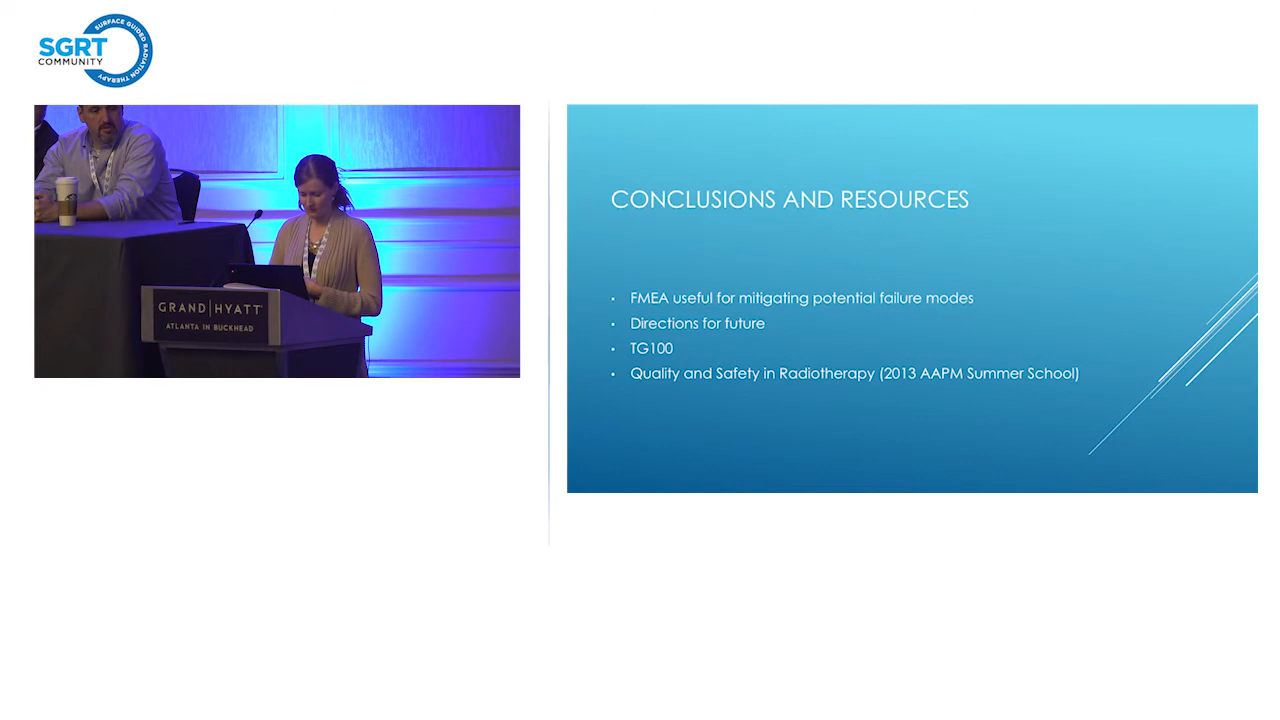 SURFACE GUIDED RADIATION THERAPY
SGRT
COMMUNITY
GRAND|HYATT
ATLANTA IN BUCKHEAD
CONCLUSIONS AND RESOURCES
• FMEA useful for mitigating potential failure modes
• Directions for future
• TG100
• Quality and Safety in Radiotherapy (2013 AAPM Summer School)